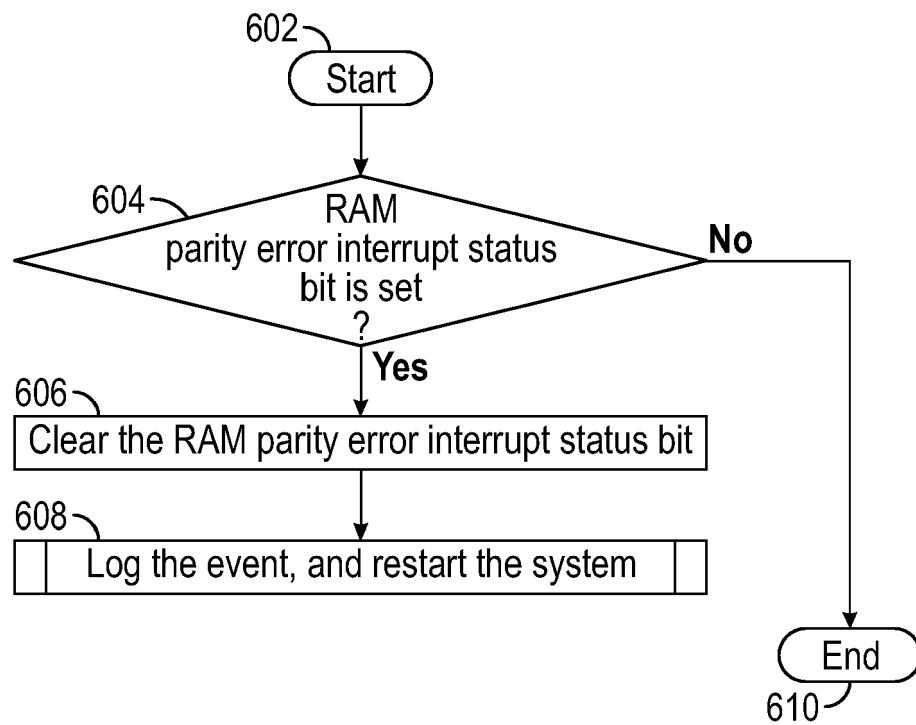 602
Start
604
RAM
parity error interrupt status
bit is set
?
No
Yes
606
Clear the RAM parity error interrupt status bit
608
Log the event, and restart the system
End
610